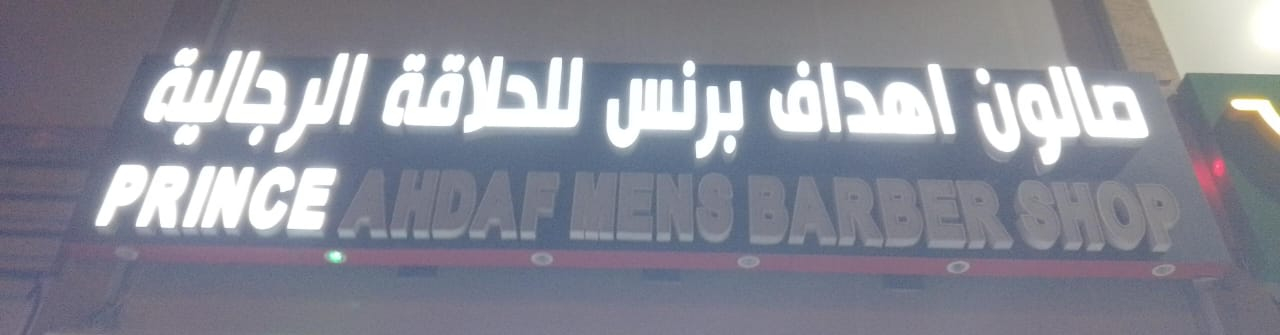 صالون اهداف برنس للحلاقة الرجالية
PRINCE AHDAF MENS BARBER SHOP